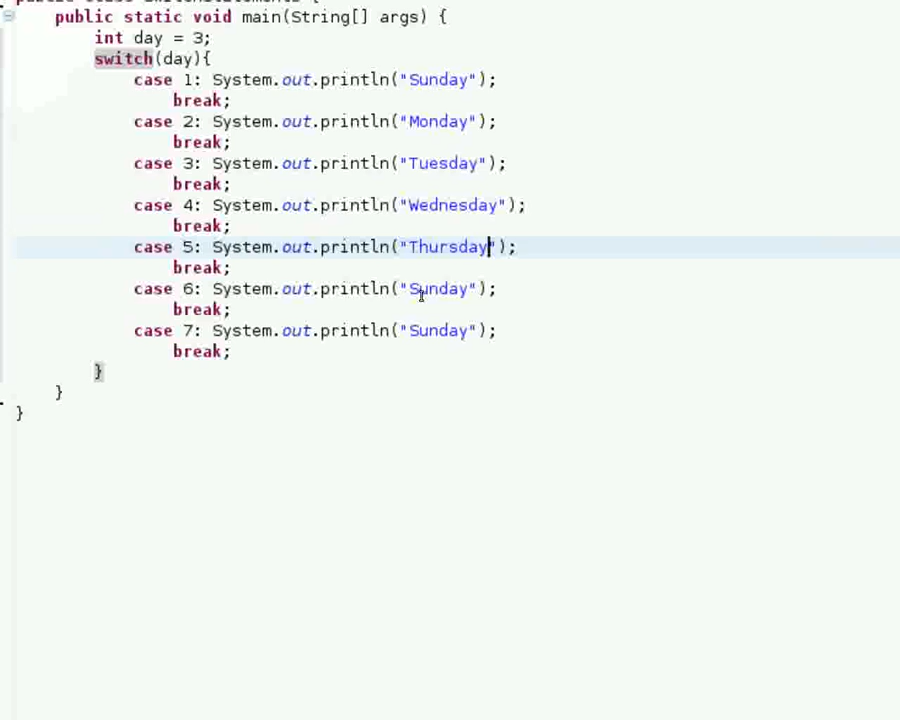 public static void main(String[] args) {
int day = 3;
switch(day){
case 1: System.out.println("Sunday");
break;
case 2: System.out.println("Monday");
break;
case 3: System.out.println("Tuesday");
break;
case 4: System.out.println("Wednesday");
break;
case 5: System.out.println("Thursday");
break;
case 6: System.out.println("Sunday");
break;
case 7: System.out.println("Sunday");
break;
}
}
}